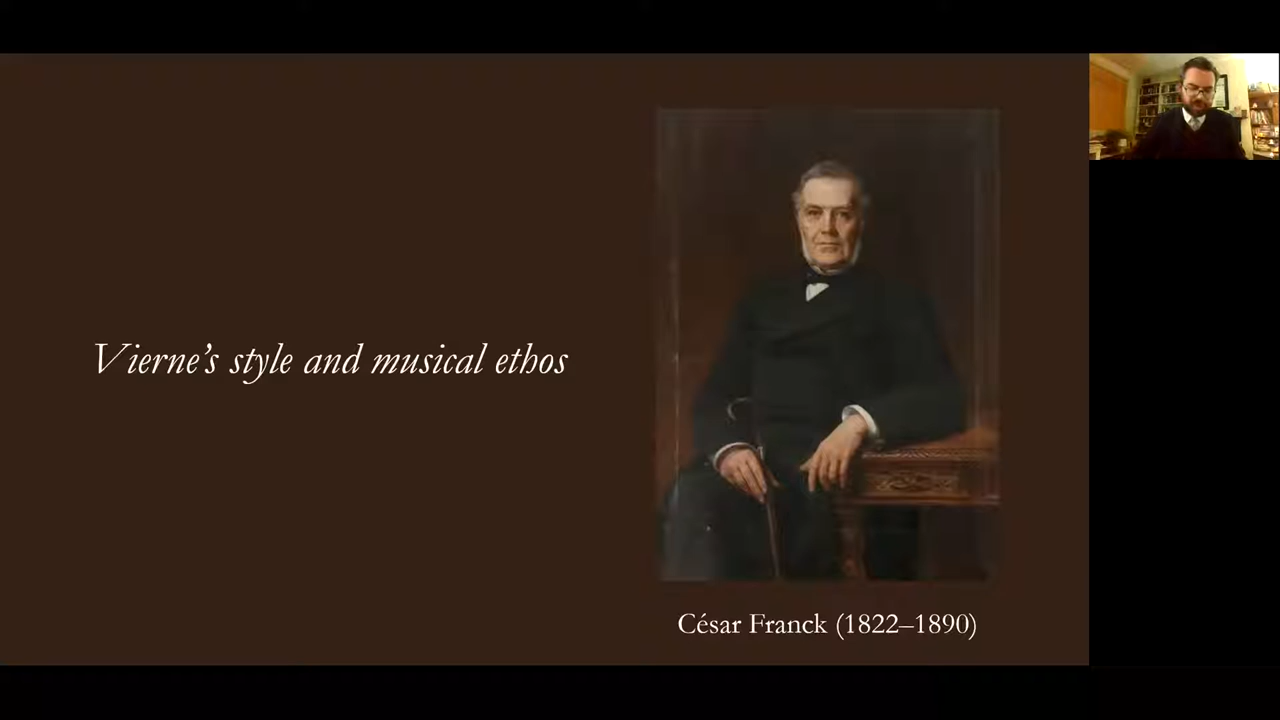 Vierne’s style and musical ethos
César Franck (1822–1890)